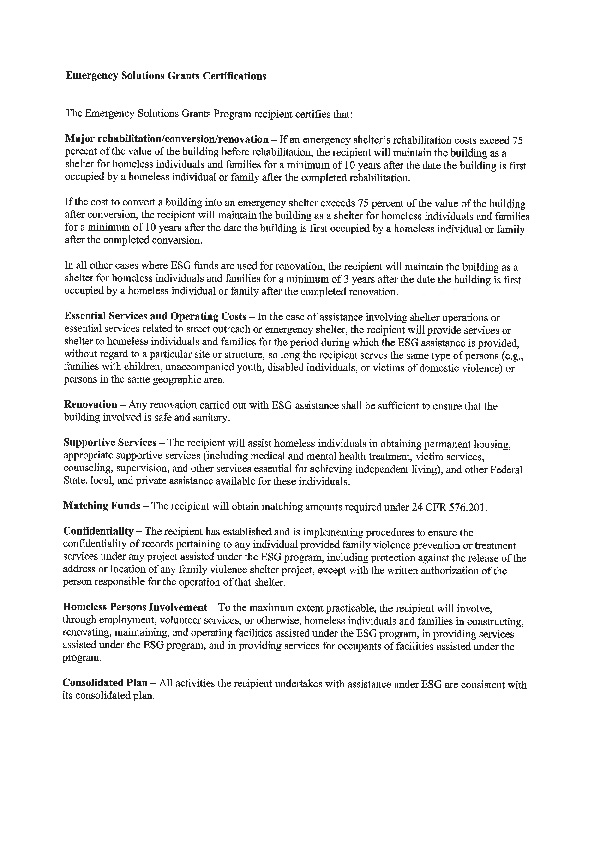 Emergency Solutions Grants Certifications
The Emergency Solutions Grants Program recipient certifies that:
Major rehabilitation/conversion/renovation – If an emergency shelter's rehabilitation costs exceed 75
percent of the value of the building before rehabilitation, the recipient will maintain the building as a
shelter for homeless individuals and families for a minimum of 10 years after the date the building is first
occupied by a homeless individual or family after the completed rehabilitation.
If the cost to convert a building into an emergency shelter exceeds 75 percent of the value of the building
after conversion, the recipient will maintain the building as a shelter for homeless individuals and families
for a minimum of 10 years after the date the building is first occupied by a homeless individual or family
after the completed conversion.
In all other cases where ESG funds are used for renovation, the recipient will maintain the building as a
shelter for homeless individuals and families for a minimum of 3 years after the date the building is first
occupied by a homeless individual or family after the completed renovation.
Essential Services and Operating Costs – In the case of assistance involving shelter operations or
essential services related to street outreach or emergency shelter, the recipient will provide services or
shelter to homeless individuals and families for the period during which the ESG assistance is provided,
without regard to a particular site or structure, so long the recipient serves the same type of persons (e.g.,
families with children, unaccompanied youth, disabled individuals, or victims of domestic violence) or
persons in the same geographic area.
Renovation – Any renovation carried out with ESG assistance shall be sufficient to ensure that the
building involved is safe and sanitary.
Supportive Services – The recipient will assist homeless individuals in obtaining permanent housing,
appropriate supportive services (including medical and mental health treatment, victim services,
counseling, supervision, and other services essential for achieving independent living), and other Federal
State, local, and private assistance available for these individuals.
Matching Funds – The recipient will obtain matching amounts required under 24 CFR 576.201.
Confidentiality – The recipient has established and is implementing procedures to ensure the
confidentiality of records pertaining to any individual provided family violence prevention or treatment
services under any project assisted under the ESG program, including protection against the release of the
address or location of any family violence shelter project, except with the written authorization of the
person responsible for the operation of that shelter.
Homeless Persons Involvement – To the maximum extent practicable, the recipient will involve,
through employment, volunteer services, or otherwise, homeless individuals and families in constructing,
renovating, maintaining, and operating facilities assisted under the ESG program, in providing services
assisted under the ESG program, and in providing services for occupants of facilities assisted under the
program.
Consolidated Plan – All activities the recipient undertakes with assistance under ESG are consistent with
its consolidated plan.